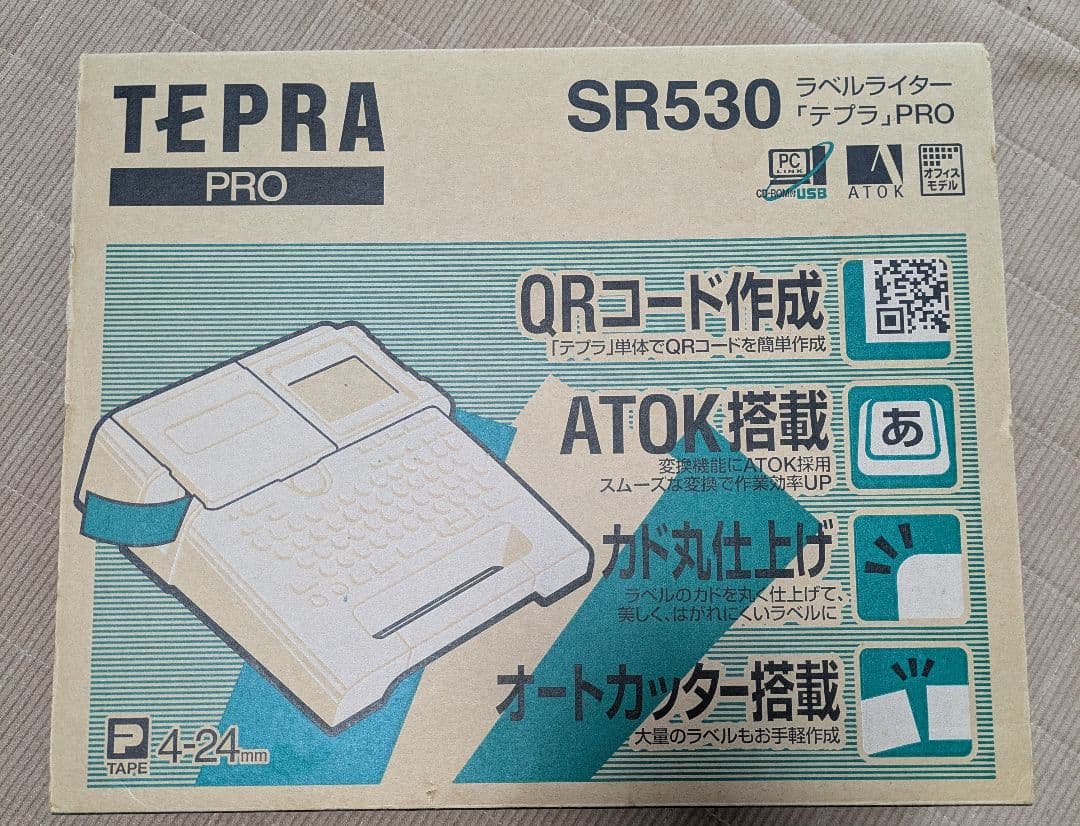 TEPRA
PRO
SR530
ラベルライター
「テプラ」PRO
PC
LINK
CD-ROM付USB
ATOK
オフィス
モデル
QRコード作成
「テプラ」単体でQRコードを簡単作成
ATOK搭載
変換機能にATOK採用
スムーズな変換で作業効率UP
あ
カド丸仕上げ
ラベルのカドを丸く仕上げて、
美しく、はがれにくいラベルに
オートカッター搭載
大量のラベルもお手軽作成
P
TAPE
4-24mm